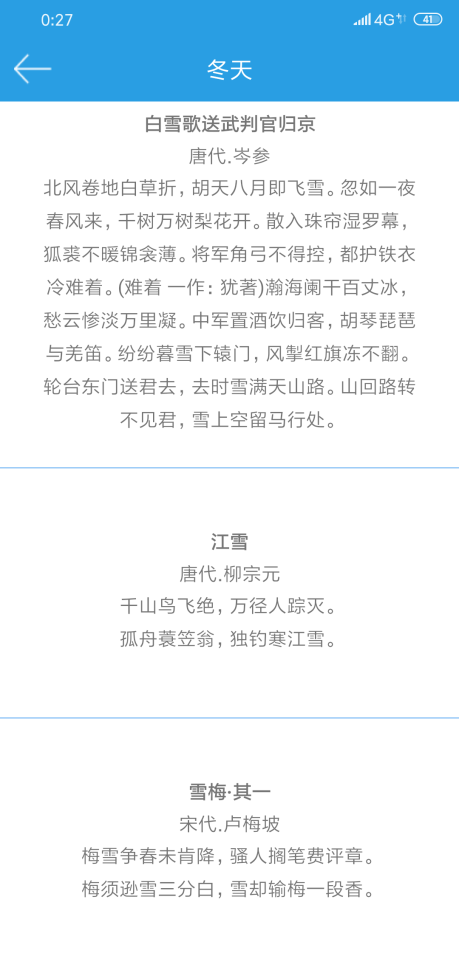 0:27
4G+ 41
冬天
白雪歌送武判官归京
唐代.岑参
北风卷地白草折，胡天八月即飞雪。忽如一夜
春风来，千树万树梨花开。散入珠帘湿罗幕，
狐裘不暖锦衾薄。将军角弓不得控，都护铁衣
冷难着。(难着 一作：犹著)瀚海阑干百丈冰，
愁云惨淡万里凝。中军置酒饮归客，胡琴琵琶
与羌笛。纷纷暮雪下辕门，风掣红旗冻不翻。
轮台东门送君去，去时雪满天山路。山回路转
不见君，雪上空留马行处。
江雪
唐代.柳宗元
千山鸟飞绝，万径人踪灭。
孤舟蓑笠翁，独钓寒江雪。
雪梅·其一
宋代.卢梅坡
梅雪争春未肯降，骚人搁笔费评章。
梅须逊雪三分白，雪却输梅一段香。